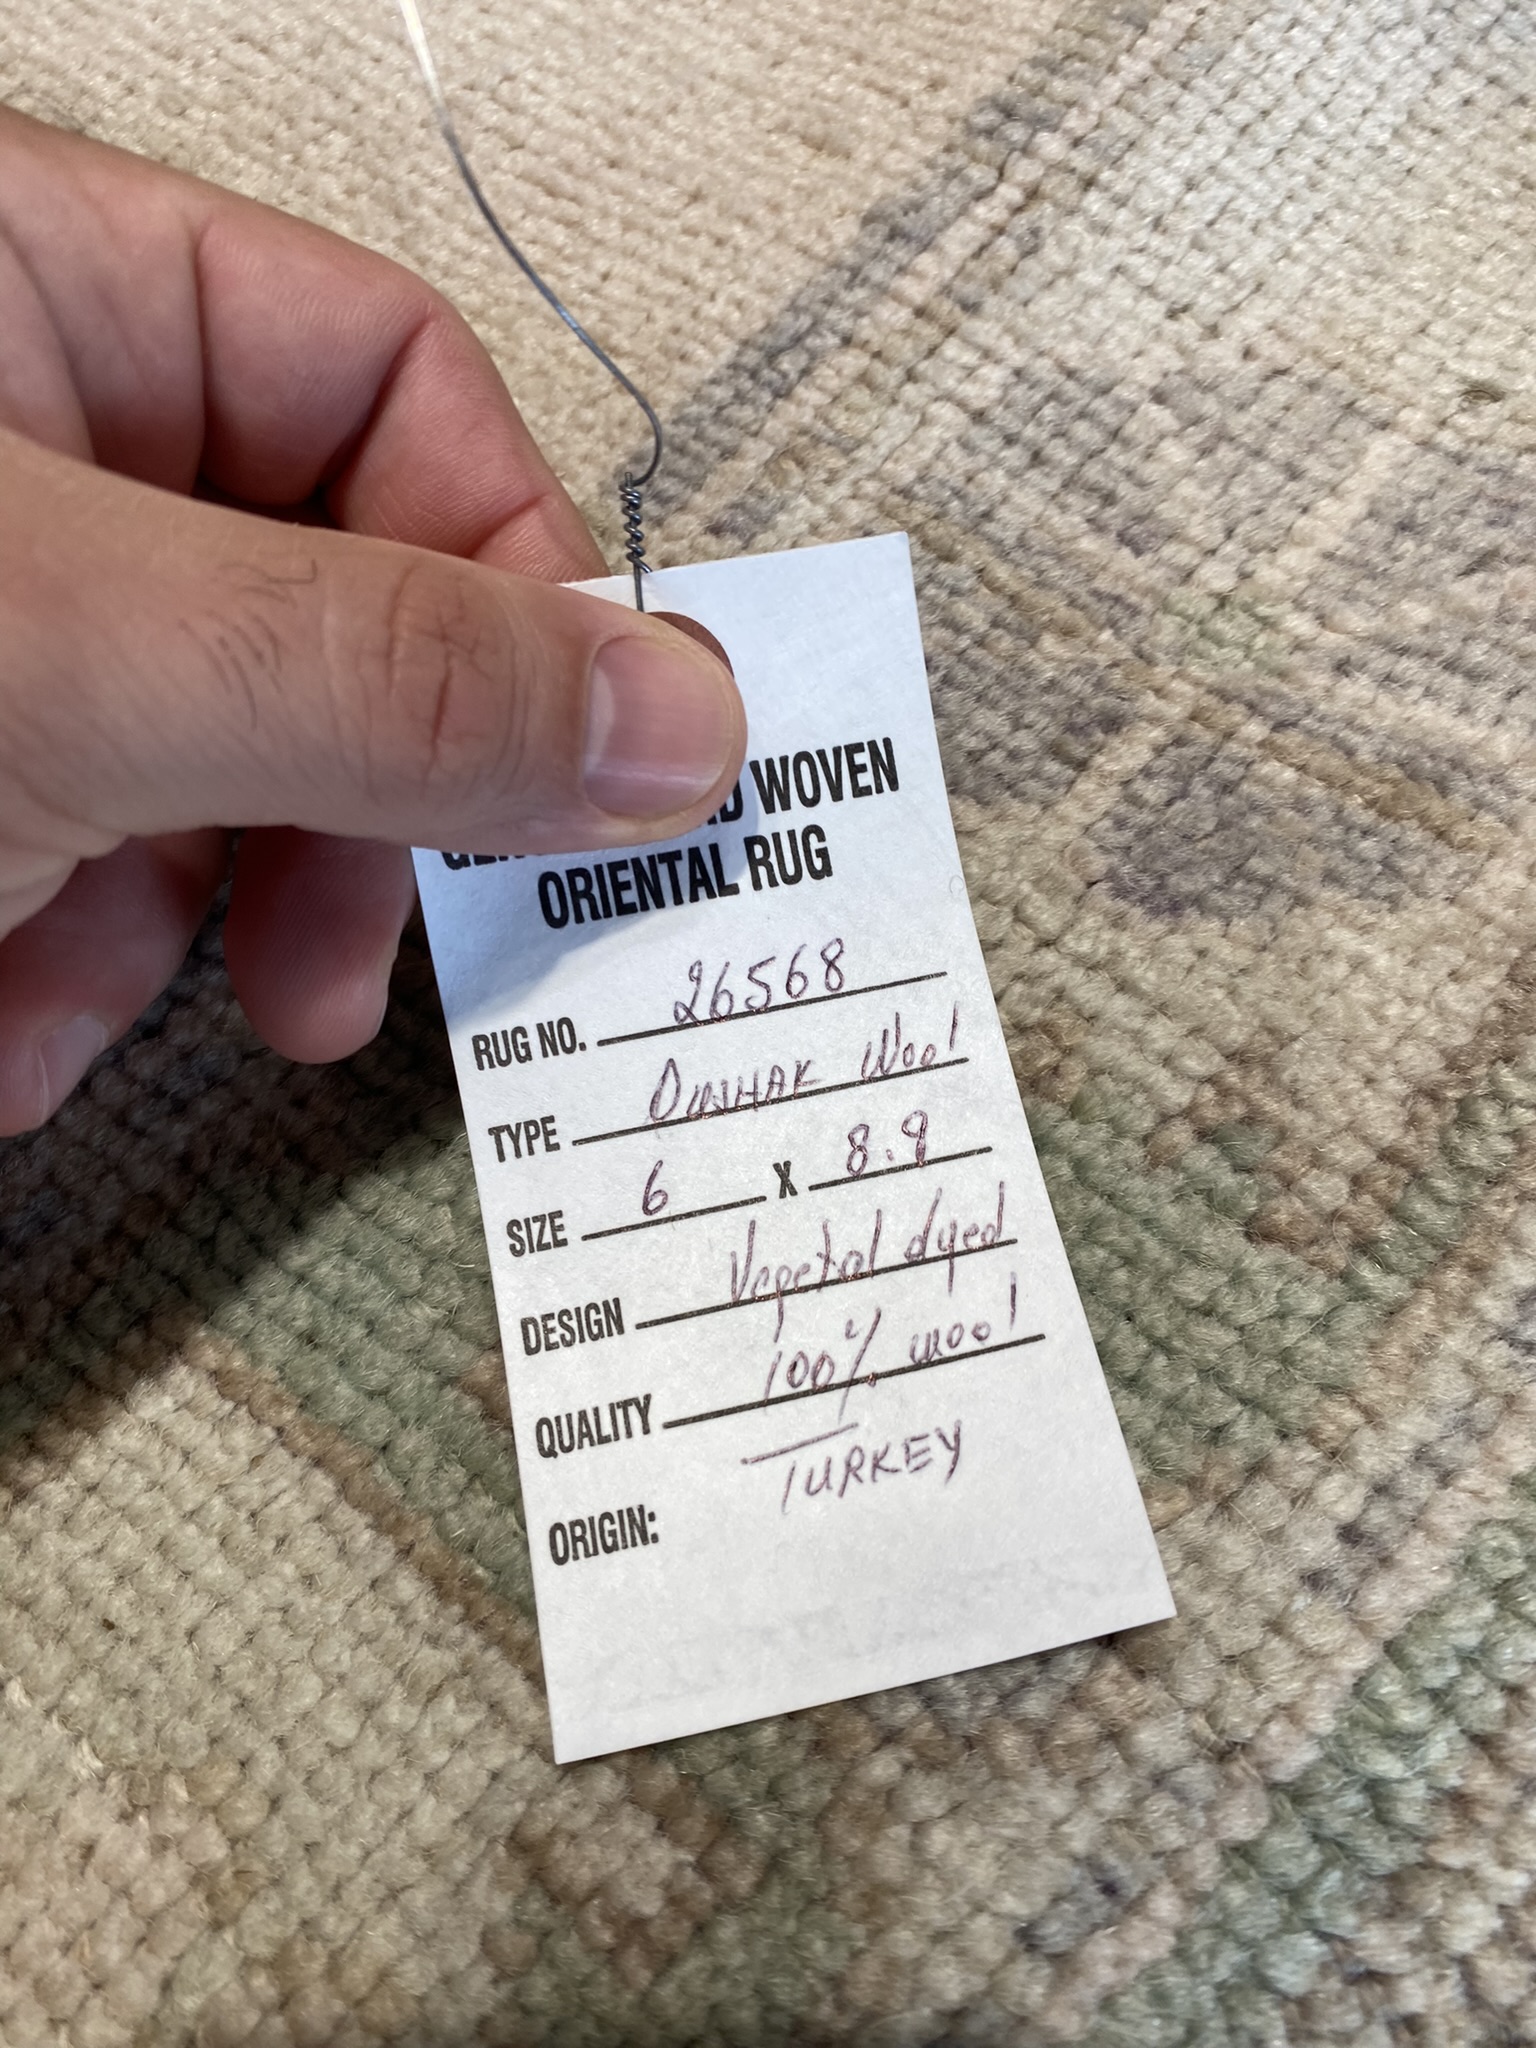 WOVEN
ORIENTAL RUG
RUG NO. 26568
TYPE Wool
SIZE 6 X 8.9
DESIGN Vegetal dyed
QUALITY 100% wool
ORIGIN: TURKEY